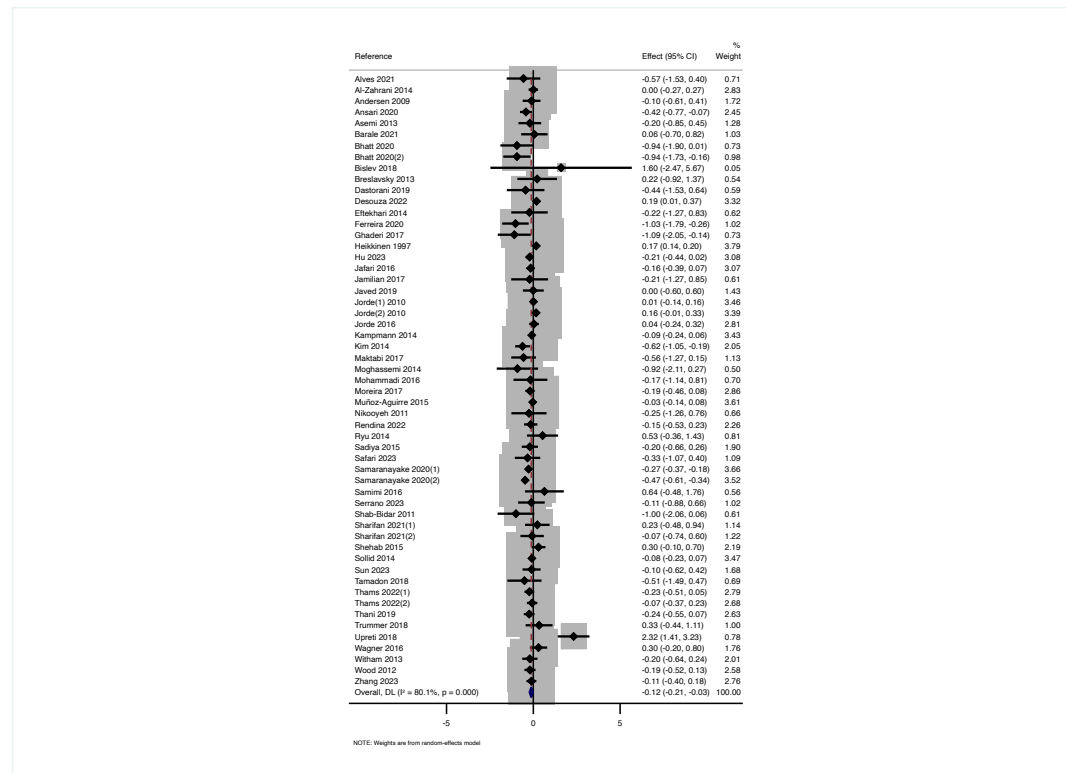 %
Reference Effect (95% CI) Weight
Alves 2021 -0.57 (-1.53, 0.40) 0.71
Al-Zahrani 2014 0.00 (-0.27, 0.27) 2.83
Andersen 2009 -0.10 (-0.61, 0.41) 1.72
Ansari 2020 -0.42 (-0.77, -0.07) 2.45
Asemi 2013 -0.20 (-0.85, 0.45) 1.28
Barale 2021 0.06 (-0.70, 0.82) 1.03
Bhatt 2020 -0.94 (-1.90, 0.01) 0.73
Bhatt 2020(2) -0.94 (-1.73, -0.16) 0.98
Bislev 2018 1.60 (-2.47, 5.67) 0.05
Breslavsky 2013 0.22 (-0.92, 1.37) 0.54
Dastorani 2019 -0.44 (-1.53, 0.64) 0.59
Desouza 2022 0.19 (0.01, 0.37) 3.32
Eftekhari 2014 -0.22 (-1.27, 0.83) 0.62
Ferreira 2020 -1.03 (-1.79, -0.26) 1.02
Ghaderi 2017 -1.09 (-2.05, -0.14) 0.73
Heikkinen 1997 0.17 (0.14, 0.20) 3.79
Hu 2023 -0.21 (-0.44, 0.02) 3.08
Jafari 2016 -0.16 (-0.39, 0.07) 3.07
Jamilian 2017 -0.21 (-1.27, 0.85) 0.61
Javed 2019 0.00 (-0.60, 0.60) 1.43
Jorde(1) 2010 0.01 (-0.14, 0.16) 3.46
Jorde(2) 2010 0.16 (-0.01, 0.33) 3.39
Jorde 2016 0.04 (-0.24, 0.32) 2.81
Kampmann 2014 -0.09 (-0.24, 0.06) 3.43
Kim 2014 -0.62 (-1.05, -0.19) 2.05
Maktabi 2017 -0.56 (-1.27, 0.15) 1.13
Moghassemi 2014 -0.92 (-2.11, 0.27) 0.50
Mohammadi 2016 -0.17 (-1.14, 0.81) 0.70
Moreira 2017 -0.19 (-0.46, 0.08) 2.86
Muñoz-Aguirre 2015 -0.03 (-0.14, 0.08) 3.61
Nikooyeh 2011 -0.25 (-1.26, 0.76) 0.66
Rendina 2022 -0.15 (-0.53, 0.23) 2.26
Ryu 2014 0.53 (-0.36, 1.43) 0.81
Sadiya 2015 -0.20 (-0.66, 0.26) 1.90
Safari 2023 -0.33 (-1.07, 0.40) 1.09
Samaranayake 2020(1) -0.27 (-0.37, -0.18) 3.66
Samaranayake 2020(2) -0.47 (-0.61, -0.34) 3.52
Samimi 2016 0.64 (-0.48, 1.76) 0.56
Serrano 2023 -0.11 (-0.88, 0.66) 1.02
Shab-Bidar 2011 -1.00 (-2.06, 0.06) 0.61
Sharifan 2021(1) 0.23 (-0.48, 0.94) 1.14
Sharifan 2021(2) -0.07 (-0.74, 0.60) 1.22
Shehab 2015 0.30 (-0.10, 0.70) 2.19
Sollid 2014 -0.08 (-0.23, 0.07) 3.47
Sun 2023 -0.10 (-0.62, 0.42) 1.68
Tamadon 2018 -0.51 (-1.49, 0.47) 0.69
Thams 2022(1) -0.23 (-0.51, 0.05) 2.79
Thams 2022(2) -0.07 (-0.37, 0.23) 2.68
Thani 2019 -0.24 (-0.55, 0.07) 2.63
Trummer 2018 0.33 (-0.44, 1.11) 1.00
Upreti 2018 2.32 (1.41, 3.23) 0.78
Wagner 2016 0.30 (-0.20, 0.80) 1.76
Witham 2013 -0.20 (-0.64, 0.24) 2.01
Wood 2012 -0.19 (-0.52, 0.13) 2.58
Zhang 2023 -0.11 (-0.40, 0.18) 2.76
Overall, DL (I² = 80.1%, p = 0.000) -0.12 (-0.21, -0.03) 100.00
-5 0 5
NOTE: Weights are from random-effects model